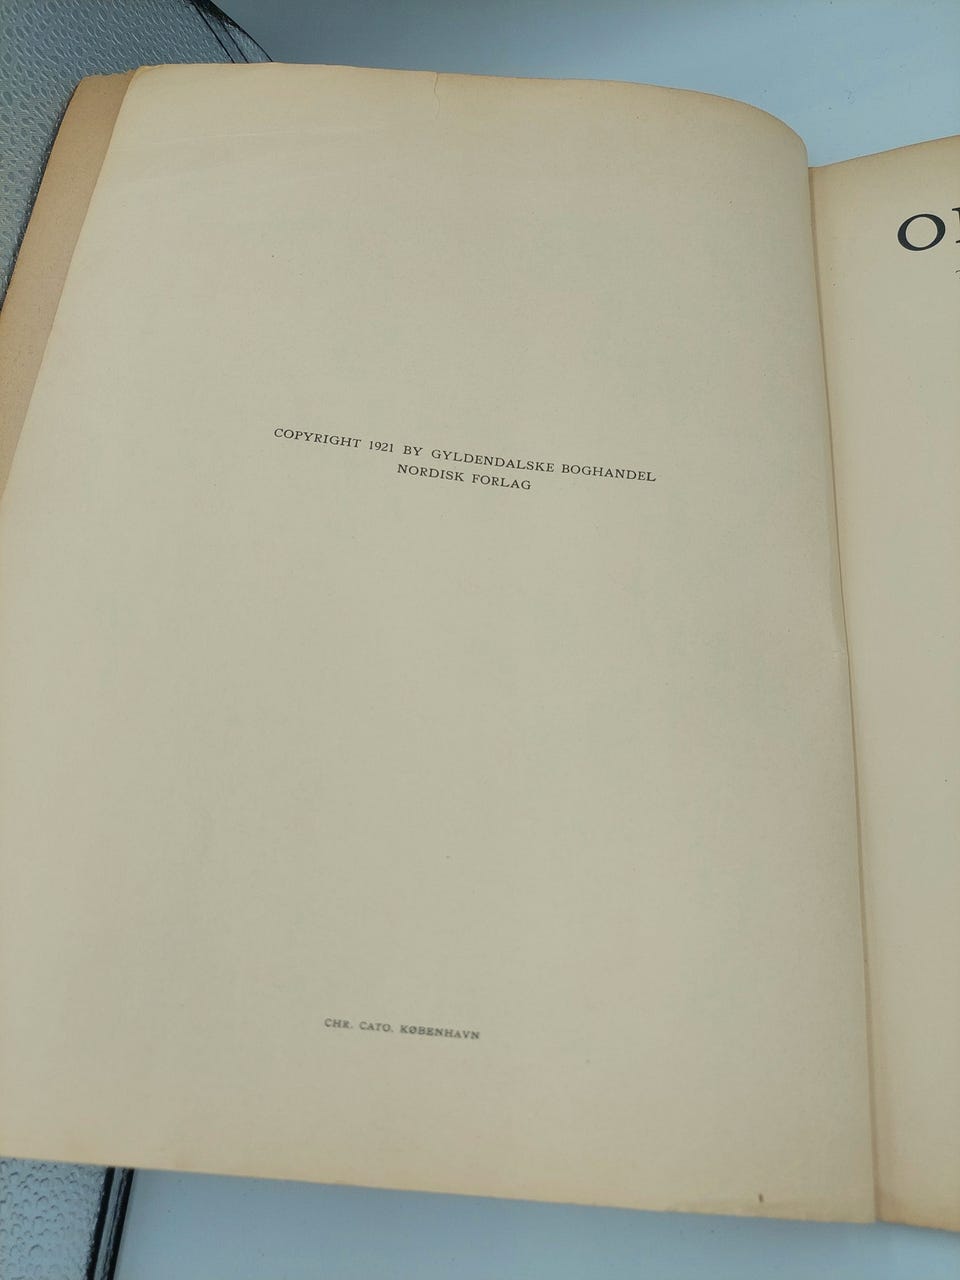 COPYRIGHT 1921 BY GYLDENDALSKE BOGHANDEL
NORDISK FORLAG
CHR. CATO. KØBENHAVN